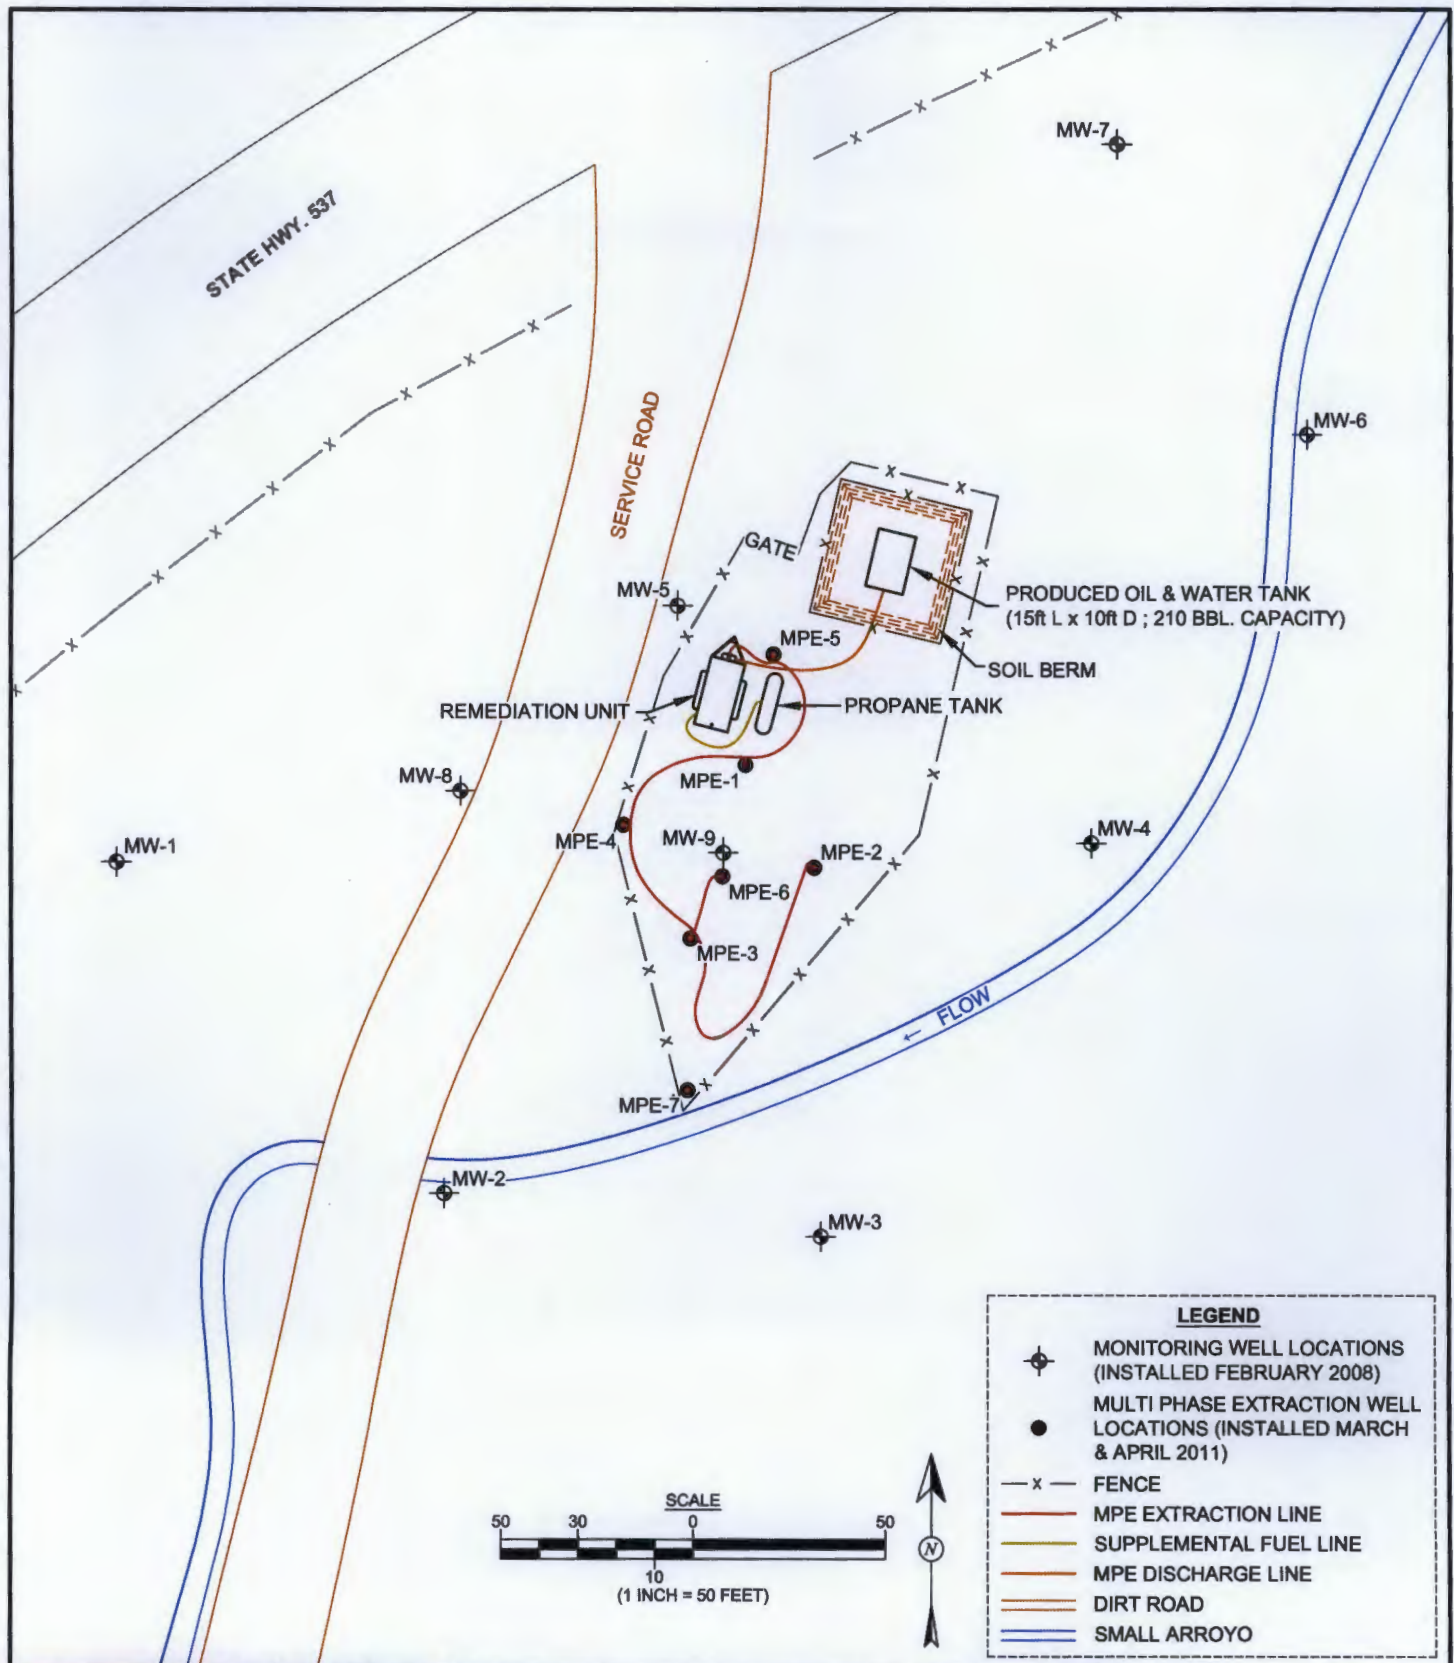 MW-7
STATE HWY. 537
MW-6
SERVICE ROAD
GATE
PRODUCED OIL & WATER TANK
(15ft L x 10ft D ; 210 BBL. CAPACITY)
MW-5
MPE-5
SOIL BERM
REMEDIATION UNIT
PROPANE TANK
MPE-1
MW-8
MW-1
MPE-4
MW-9
MPE-2
MW-4
MPE-6
MPE-3
← FLOW
MPE-7
MW-2
MW-3
LEGEND
MONITORING WELL LOCATIONS
(INSTALLED FEBRUARY 2008)
MULTI PHASE EXTRACTION WELL
LOCATIONS (INSTALLED MARCH
& APRIL 2011)
x FENCE
MPE EXTRACTION LINE
SUPPLEMENTAL FUEL LINE
MPE DISCHARGE LINE
DIRT ROAD
SMALL ARROYO
SCALE
50 30 0 50
10
(1 INCH = 50 FEET)
N